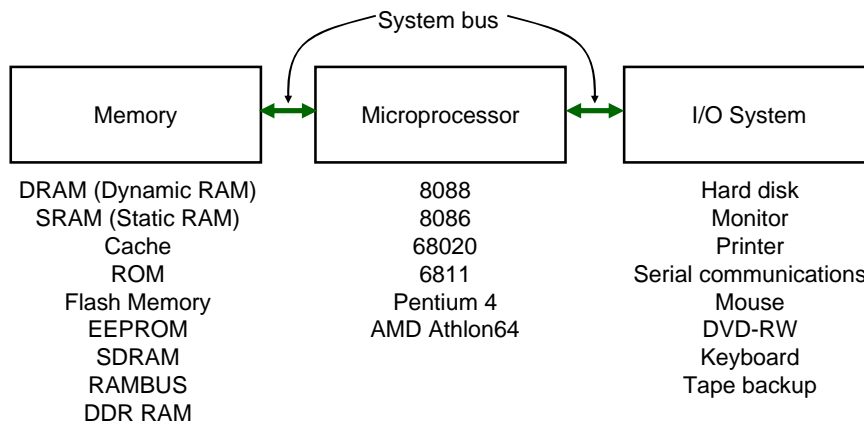 System bus
Memory
Microprocessor
I/O System
DRAM (Dynamic RAM)
SRAM (Static RAM)
Cache
ROM
Flash Memory
EEPROM
SDRAM
RAMBUS
DDR RAM
8088
8086
68020
6811
Pentium 4
AMD Athlon64
Hard disk
Monitor
Printer
Serial communications
Mouse
DVD-RW
Keyboard
Tape backup